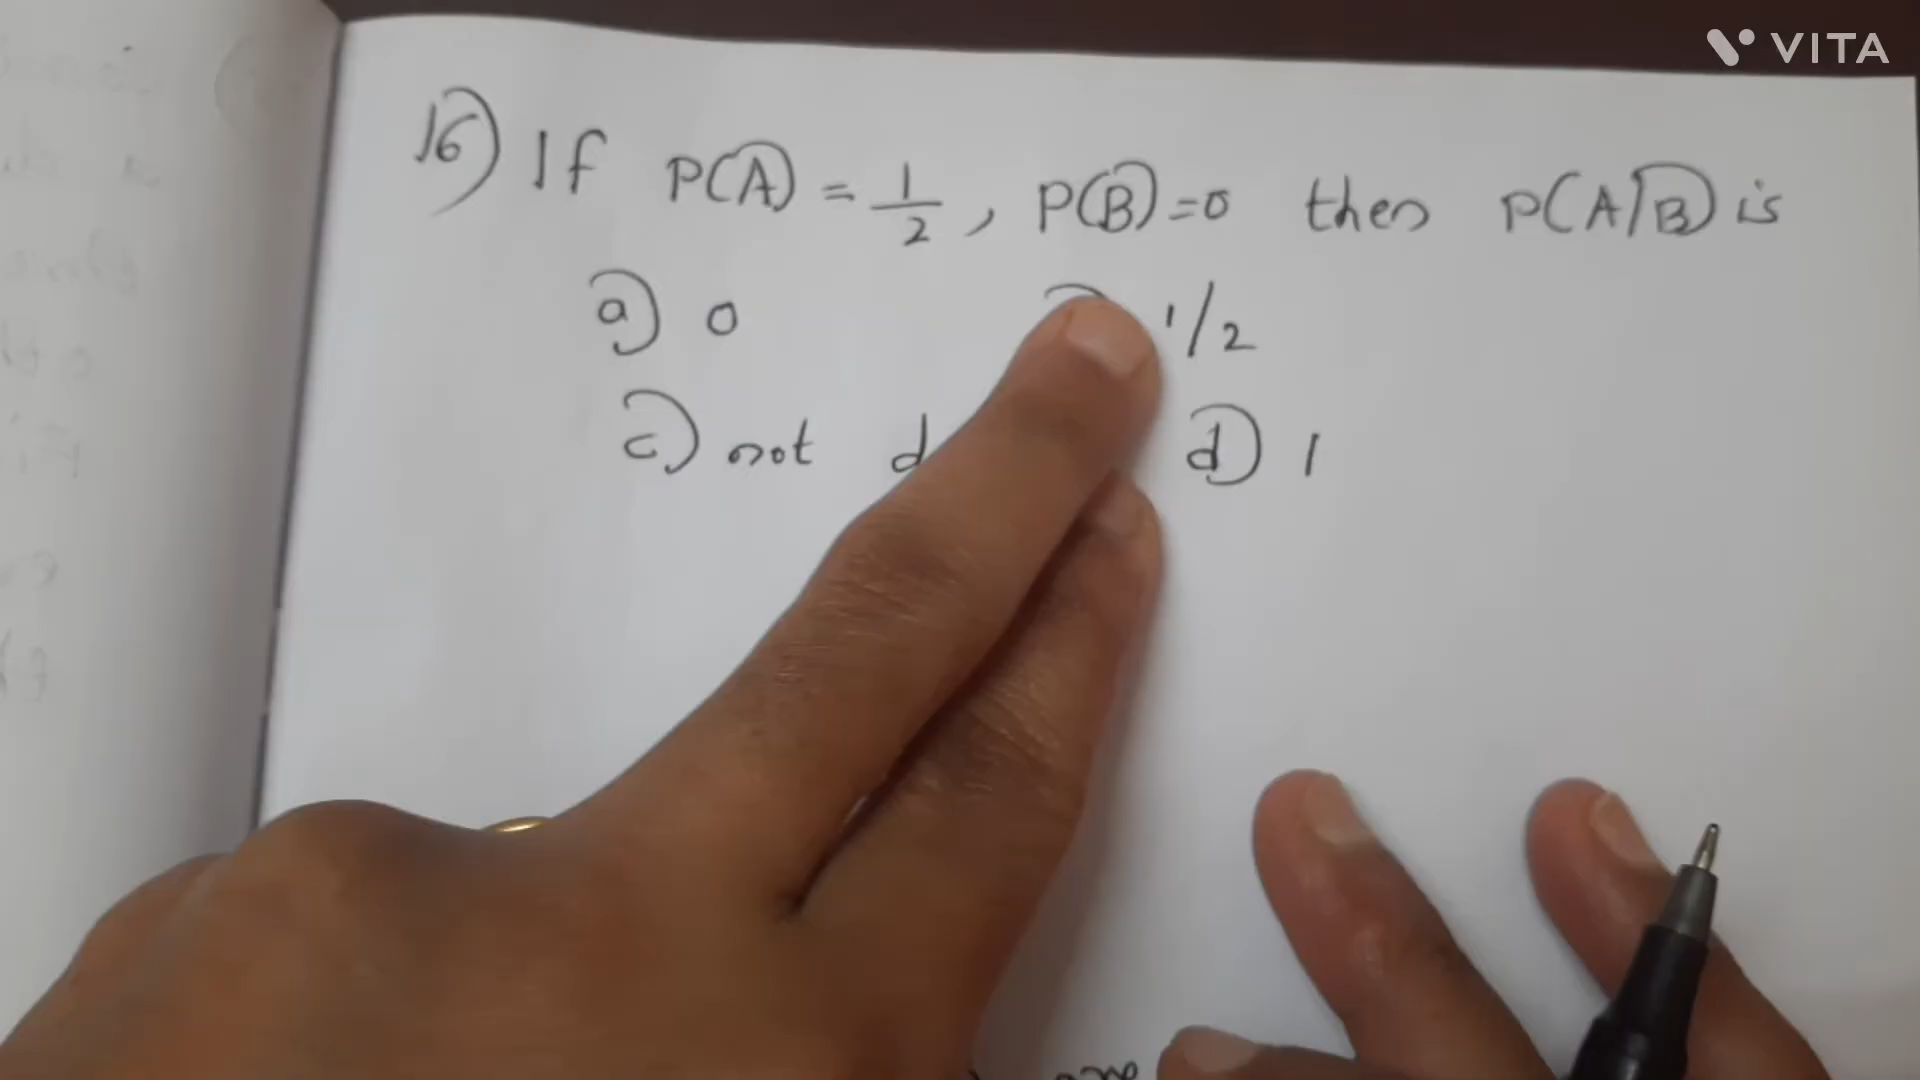 VITA
16) If P(A) = 1/2, P(B)=0 then P(A/B) is
a) 0 1/2
c) not d) 1